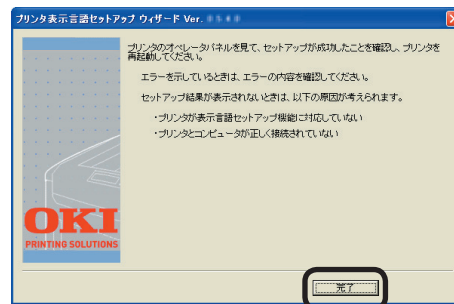 プリンタ表示言語セットアップ ウィザード Ver.
プリンタのオペレータパネルを見て、セットアップが成功したことを確認し、プリンタを
再起動してください。
エラーを示しているときは、エラーの内容を確認してください。
セットアップ結果が表示されないときは、以下の原因が考えられます。
・プリンタが表示言語セットアップ機能に対応していない
・プリンタとコンピュータが正しく接続されていない
OKI
PRINTING SOLUTIONS
完了